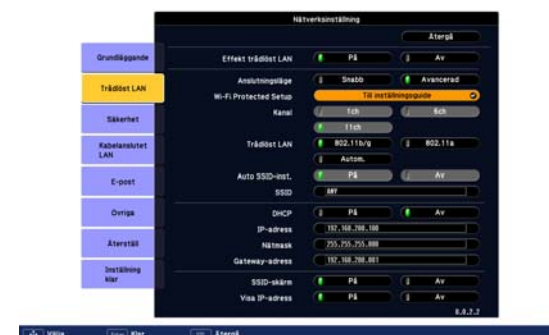 Nätverksinställning
Återgå
Grundläggande
Effekt trådlöst LAN På Av
Trådlöst LAN
Anslutningsläge Snabb Avancerad
Wi-Fi Protected Setup Till inställningsguide
Kanal 1ch 6ch
11ch
Säkerhet
Kabelanslutet
LAN
Trådlöst LAN 802.11b/g 802.11a
Autom.
E-post
Auto SSID-inst. På Av
SSID ANY
Övriga
DHCP På Av
IP-adress 192.168.200.100
Återställ
Nätmask 255.255.255.000
Gateway-adress 192.168.200.001
Inställning
klar
SSID-skärm På Av
Visa IP-adress På Av
Välja Klar Återgå